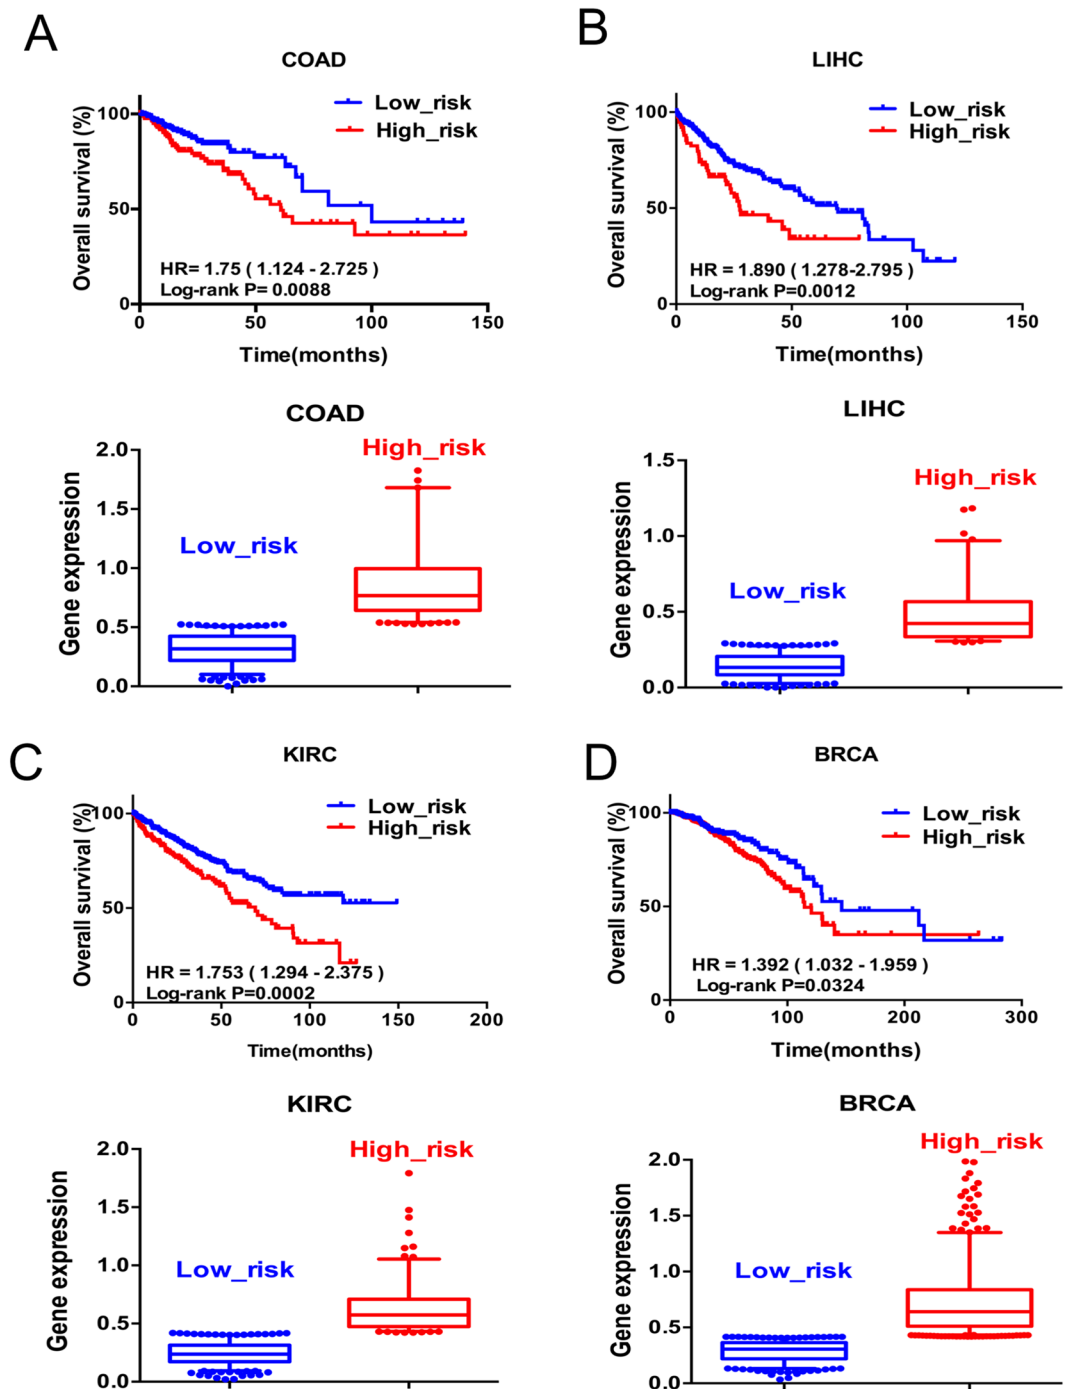 A
COAD
Low_risk
High_risk
Overall survival (%)
100
50
0
HR= 1.75 ( 1.124 - 2.725 )
Log-rank P= 0.0088
0 50 100 150
Time(months)
COAD
High_risk
Low_risk
Gene expression
2.0
1.5
1.0
0.5
0.0
B
LIHC
Low_risk
High_risk
Overall survival (%)
100
50
0
HR = 1.890 ( 1.278-2.795 )
Log-rank P=0.0012
0 50 100 150
Time(months)
LIHC
High_risk
Low_risk
Gene expression
1.5
1.0
0.5
0.0
C
KIRC
Low_risk
High_risk
Overall survival (%)
100
50
0
HR = 1.753 ( 1.294 - 2.375 )
Log-rank P=0.0002
0 50 100 150 200
Time(months)
KIRC
High_risk
Low_risk
Gene expression
2.0
1.5
1.0
0.5
0.0
D
BRCA
Low_risk
High_risk
Overall survival (%)
100
50
0
HR = 1.392 ( 1.032 - 1.959 )
Log-rank P=0.0324
0 100 200 300
Time(months)
BRCA
High_risk
Low_risk
Gene expression
2.0
1.5
1.0
0.5
0.0